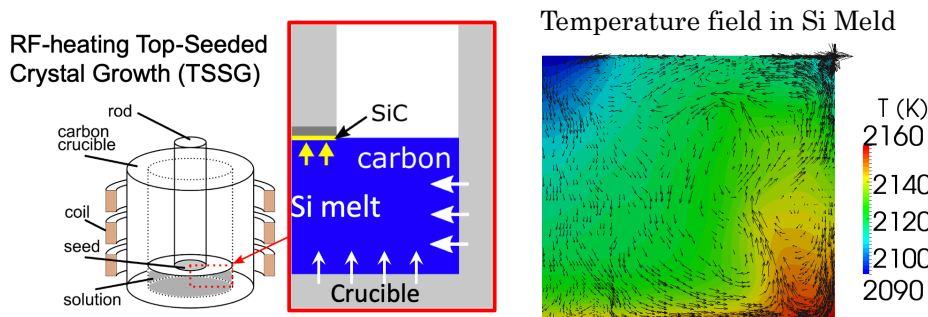 RF-heating Top-Seeded
Crystal Growth (TSSG)
rod
carbon
crucible
coil
seed
solution
SiC
carbon
Si melt
Crucible
Temperature field in Si Meld
T (K)
2160
2140
2120
2100
2090